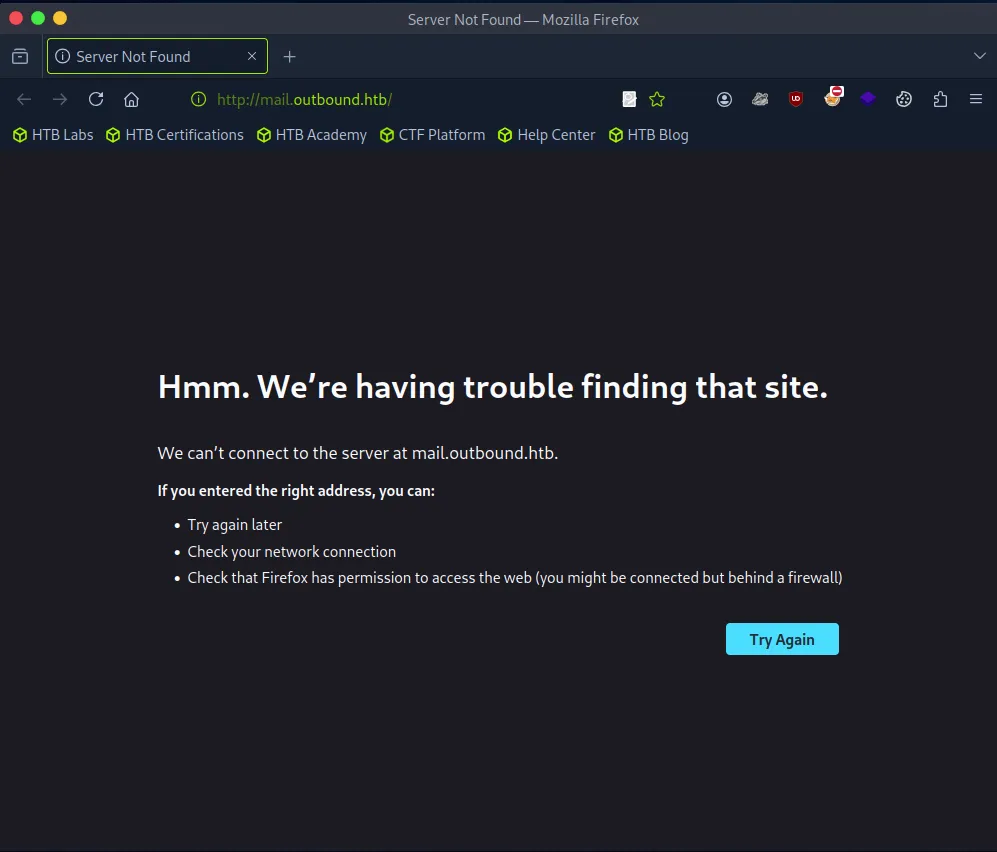 Server Not Found — Mozilla Firefox
Server Not Found
http://mail.outbound.htb/
HTB Labs HTB Certifications HTB Academy CTF Platform Help Center HTB Blog
Hmm. We’re having trouble finding that site.
We can’t connect to the server at mail.outbound.htb.
If you entered the right address, you can:
• Try again later
• Check your network connection
• Check that Firefox has permission to access the web (you might be connected but behind a firewall)
Try Again